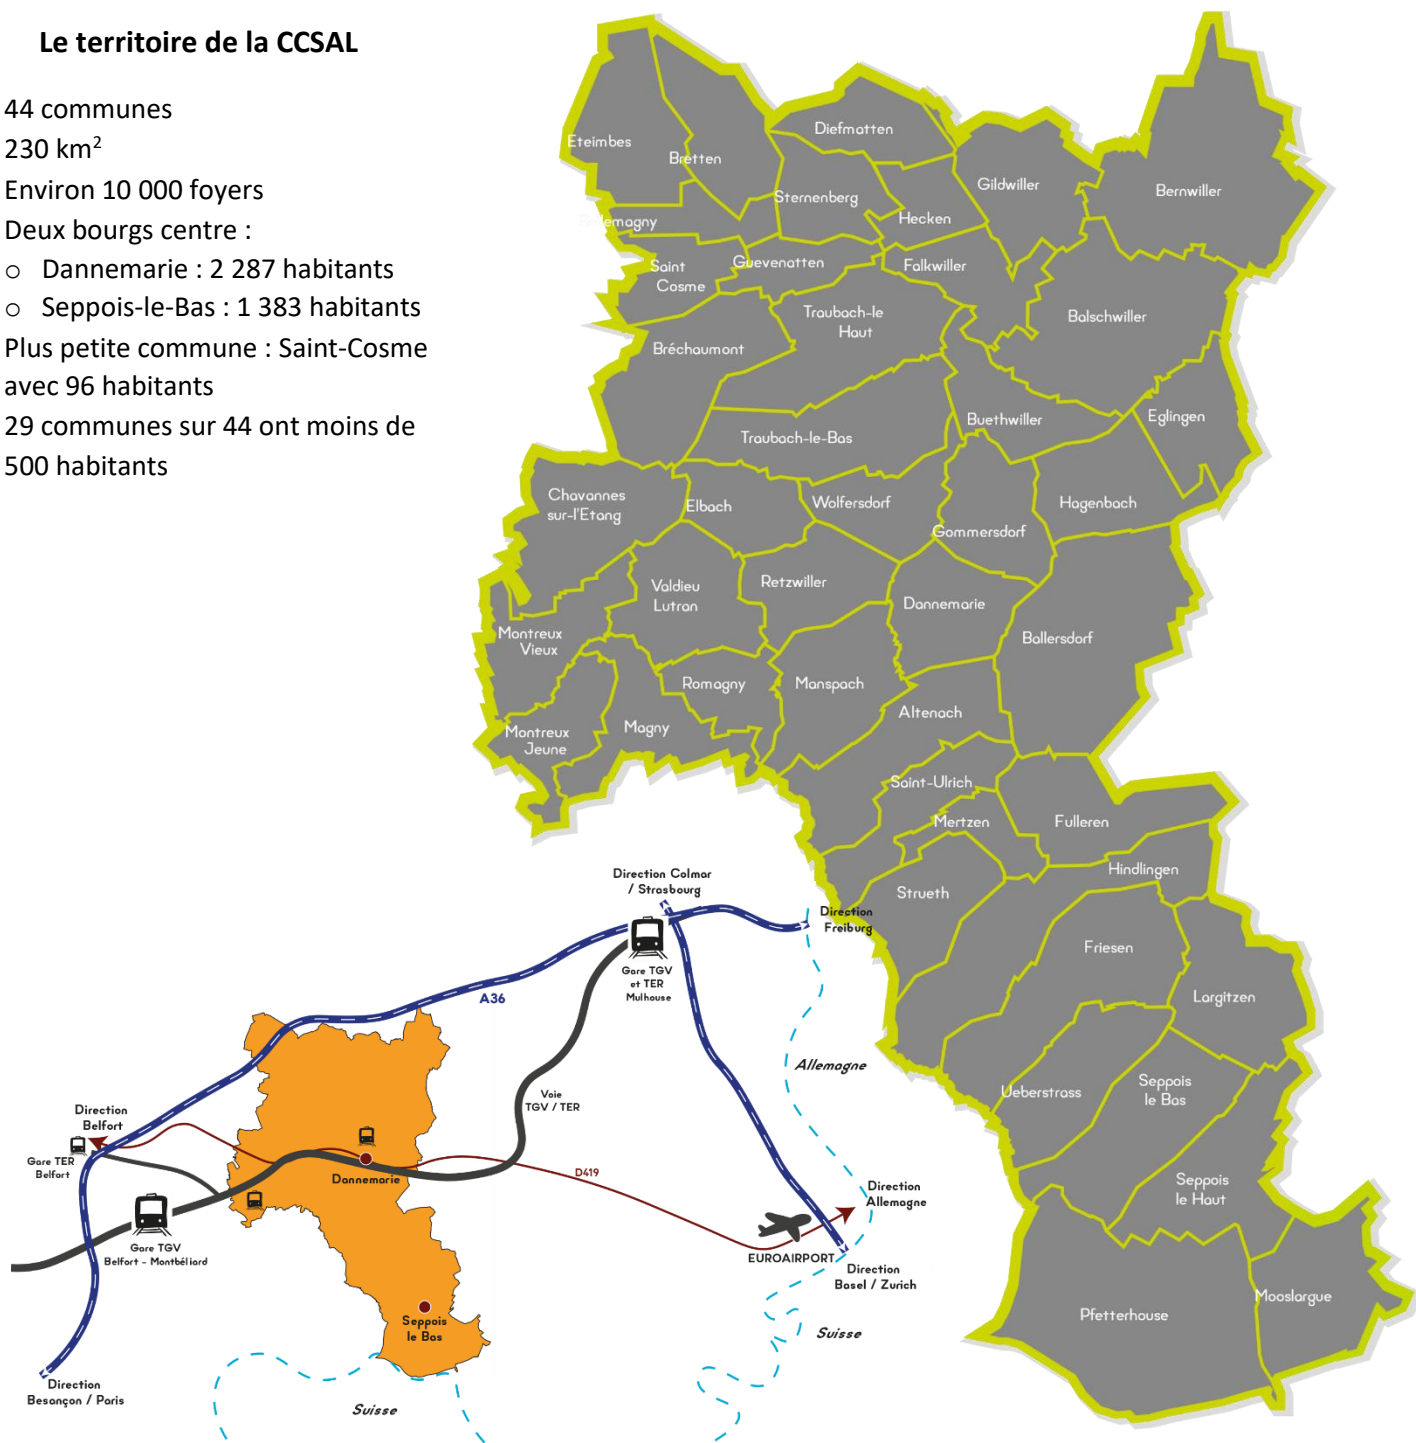 Le territoire de la CCSAL
44 communes
230 km²
Environ 10 000 foyers
Deux bourgs centre :
o Dannemarie : 2 287 habitants
o Seppois-le-Bas : 1 383 habitants
Plus petite commune : Saint-Cosme
avec 96 habitants
29 communes sur 44 ont moins de
500 habitants
Diefmatten
Eteimbes
Bretten
Gildwiller
Bernwiller
Sternenberg
Hecken
Saint
Cosme
Guevenatten
Falkwiller
Traubach-le
Haut
Balschwiller
Bréchaumont
Buethwiller
Eglingen
Traubach-le-Bas
Chavannes
sur-l'Etang
Elbach
Wolfersdorf
Hagenbach
Gommersdorf
Valdieu
Lutran
Retzwiller
Dannemarie
Montreux
Vieux
Ballersdorf
Romagny
Manspach
Altenach
Montreux
Jeune
Magny
Saint-Ulrich
Mertzen
Fulleren
Hindlingen
Strueth
Friesen
Largitzen
Ueberstrass
Seppois
le Bas
Seppois
le Haut
Pfetterhouse
Mooslargue
Direction Colmar
/ Strasbourg
Direction
Freiburg
Gare TGV
et TER
Mulhouse
A36
Allemagne
Voie
TGV / TER
Direction
Belfort
Gare TER
Belfort
Dannemarie
D419
Direction
Allemagne
Gare TGV
Belfort - Montbéliard
EUROAIRPORT
Direction
Basel / Zurich
Seppois
le Bas
Suisse
Direction
Besançon / Paris
Suisse